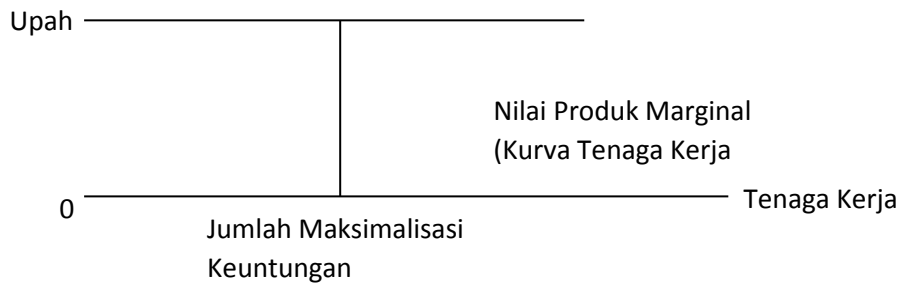 Upah
Nilai Produk Marginal
(Kurva Tenaga Kerja
0
Tenaga Kerja
Jumlah Maksimalisasi
Keuntungan